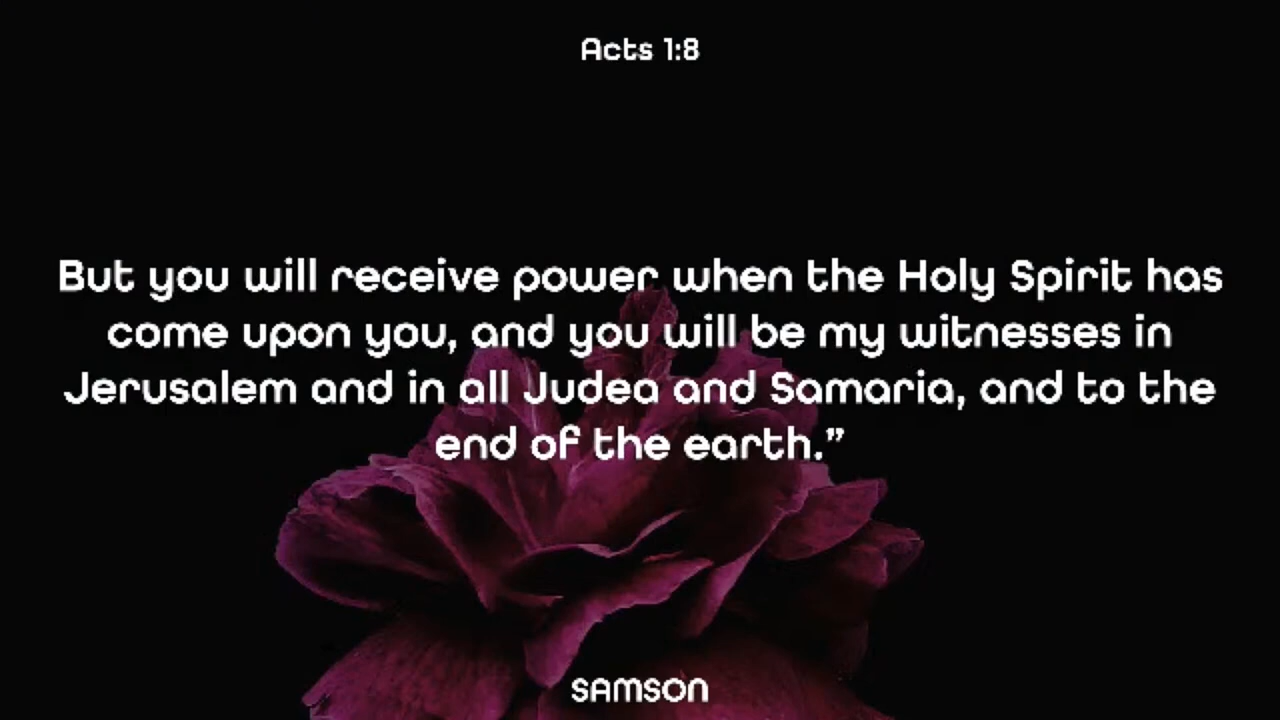 Acts 1:8
But you will receive power when the Holy Spirit has
come upon you, and you will be my witnesses in
Jerusalem and in all Judea and Samaria, and to the
end of the earth.”
SAMSON